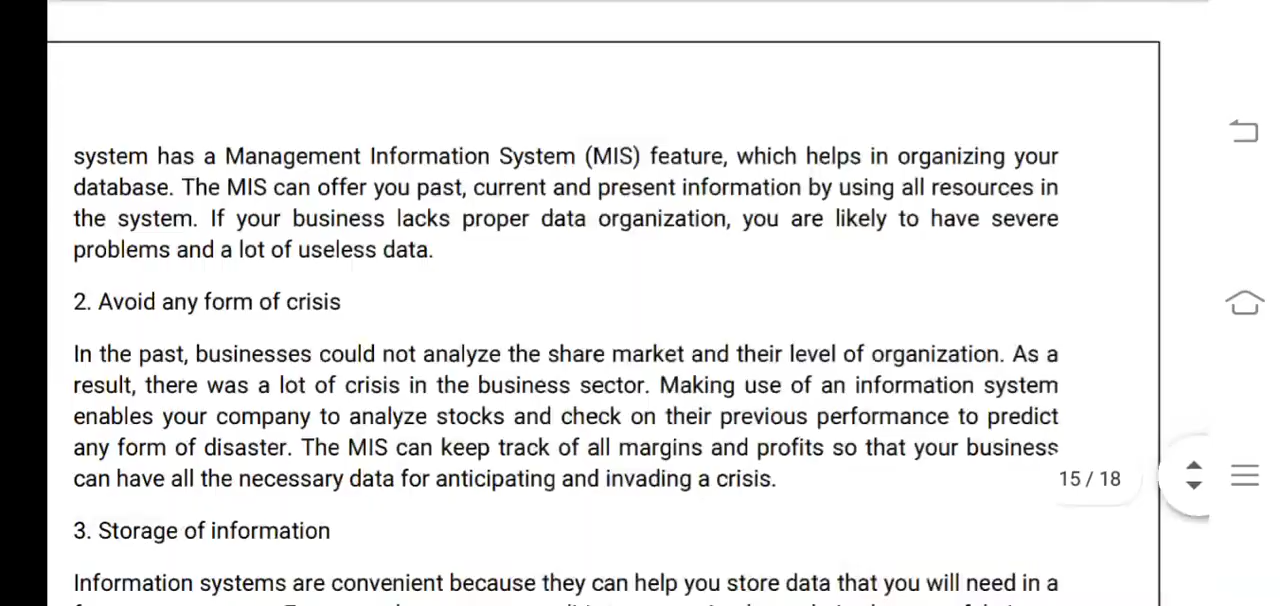 system has a Management Information System (MIS) feature, which helps in organizing your
database. The MIS can offer you past, current and present information by using all resources in
the system. If your business lacks proper data organization, you are likely to have severe
problems and a lot of useless data.
2. Avoid any form of crisis
In the past, businesses could not analyze the share market and their level of organization. As a
result, there was a lot of crisis in the business sector. Making use of an information system
enables your company to analyze stocks and check on their previous performance to predict
any form of disaster. The MIS can keep track of all margins and profits so that your business
can have all the necessary data for anticipating and invading a crisis.
15 / 18
3. Storage of information
Information systems are convenient because they can help you store data that you will need in a